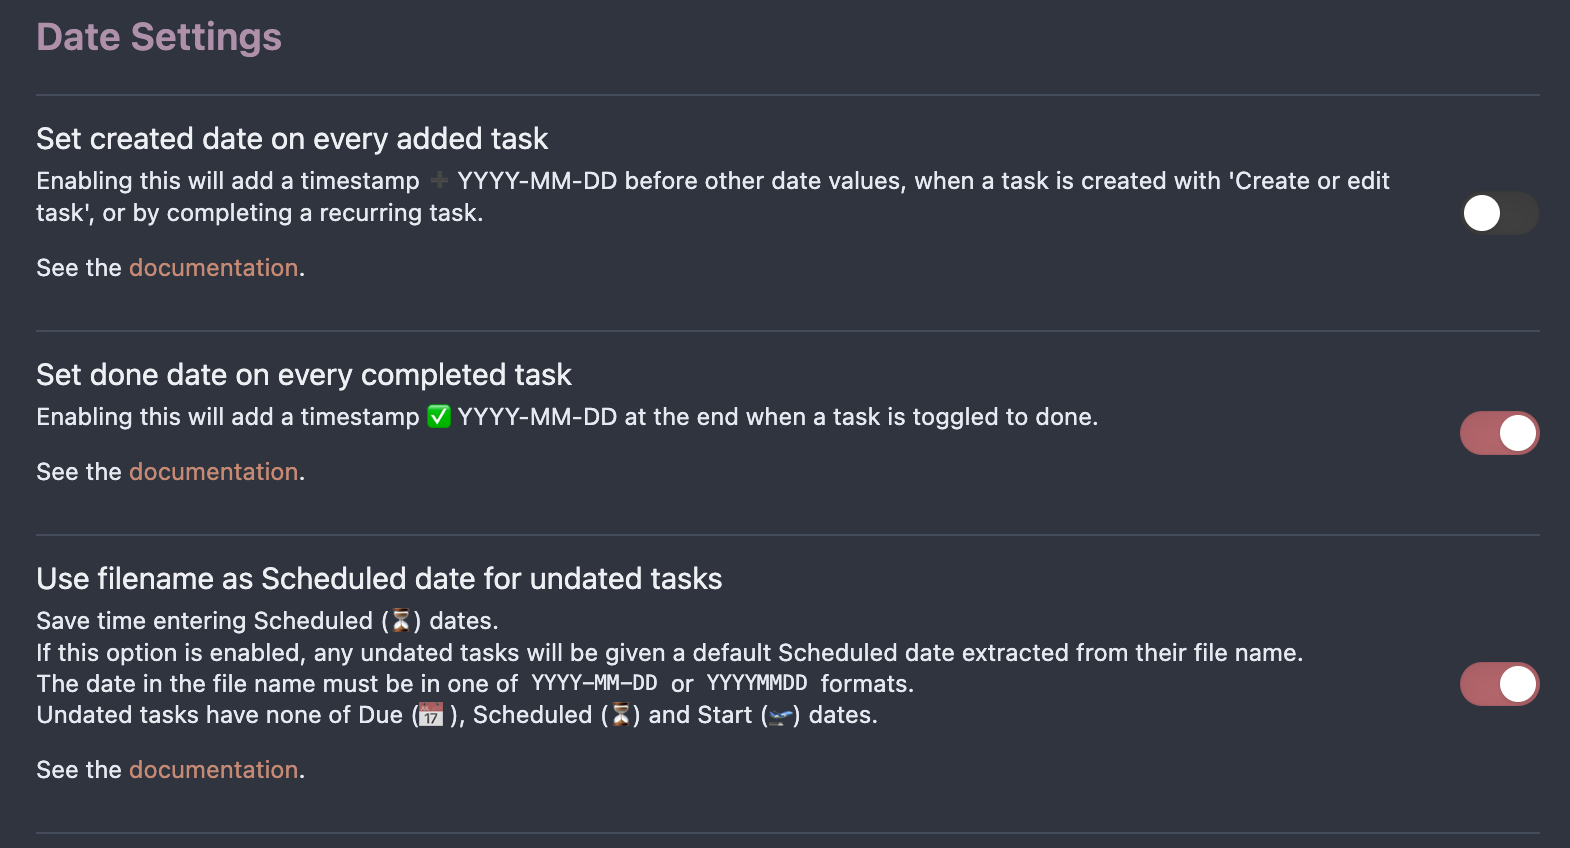 Date Settings
Set created date on every added task
Enabling this will add a timestamp ➕ YYYY-MM-DD before other date values, when a task is created with 'Create or edit
task', or by completing a recurring task.
See the documentation.
Set done date on every completed task
Enabling this will add a timestamp ✅ YYYY-MM-DD at the end when a task is toggled to done.
See the documentation.
Use filename as Scheduled date for undated tasks
Save time entering Scheduled (⏳) dates.
If this option is enabled, any undated tasks will be given a default Scheduled date extracted from their file name.
The date in the file name must be in one of YYYY-MM-DD or YYYYMMDD formats.
Undated tasks have none of Due (📅 ), Scheduled (⏳) and Start (🛫) dates.
See the documentation.